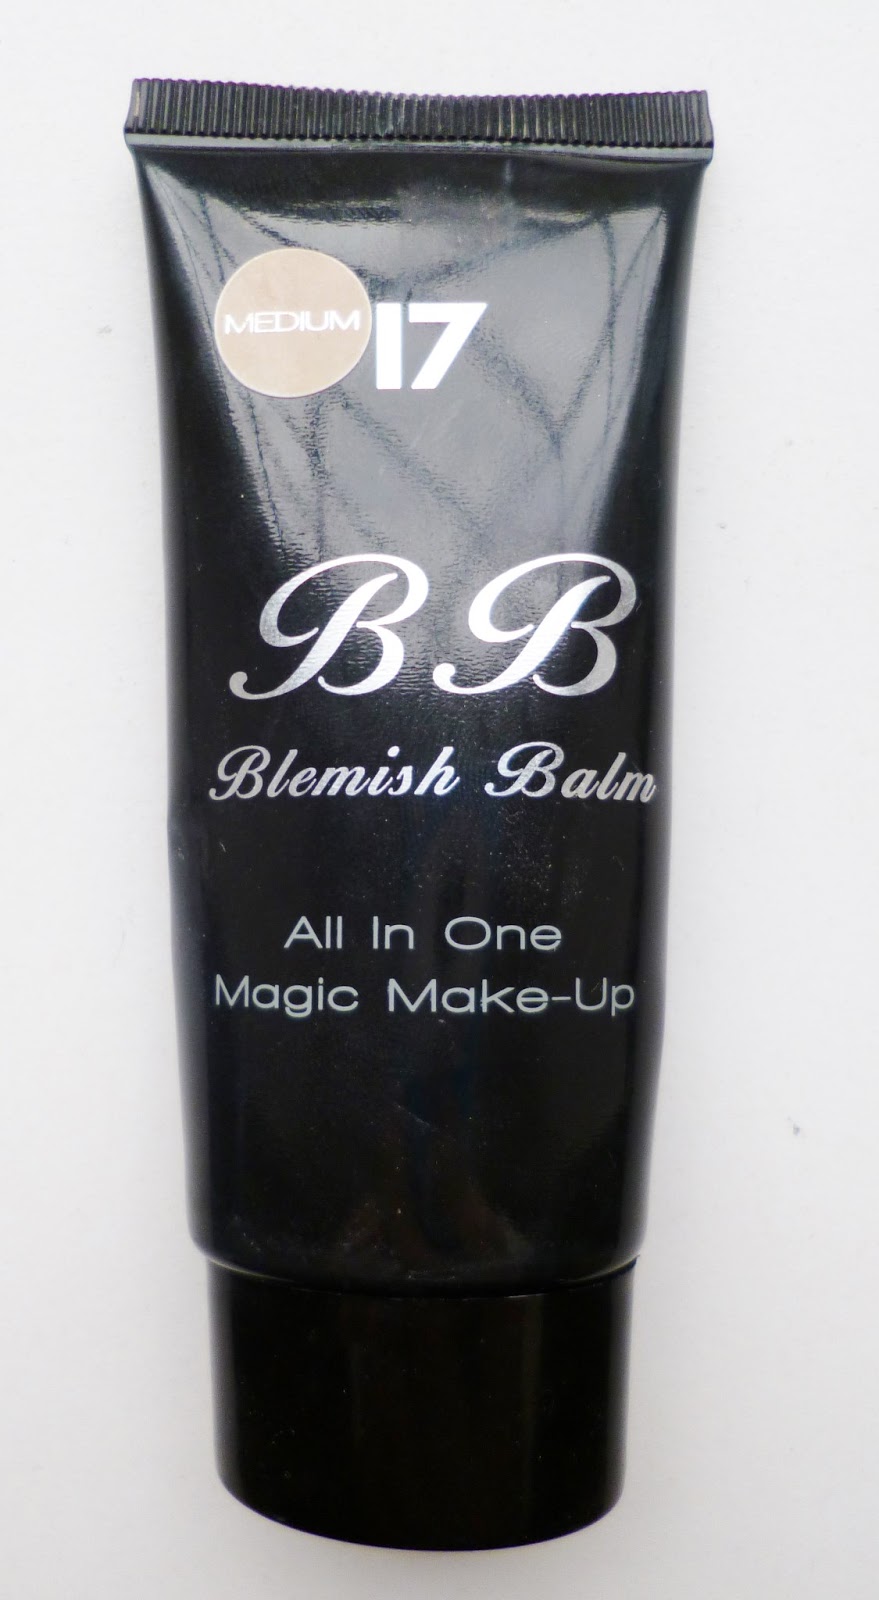 MEDIUM 17
BB
Blemish Balm
All In One
Magic Make-Up